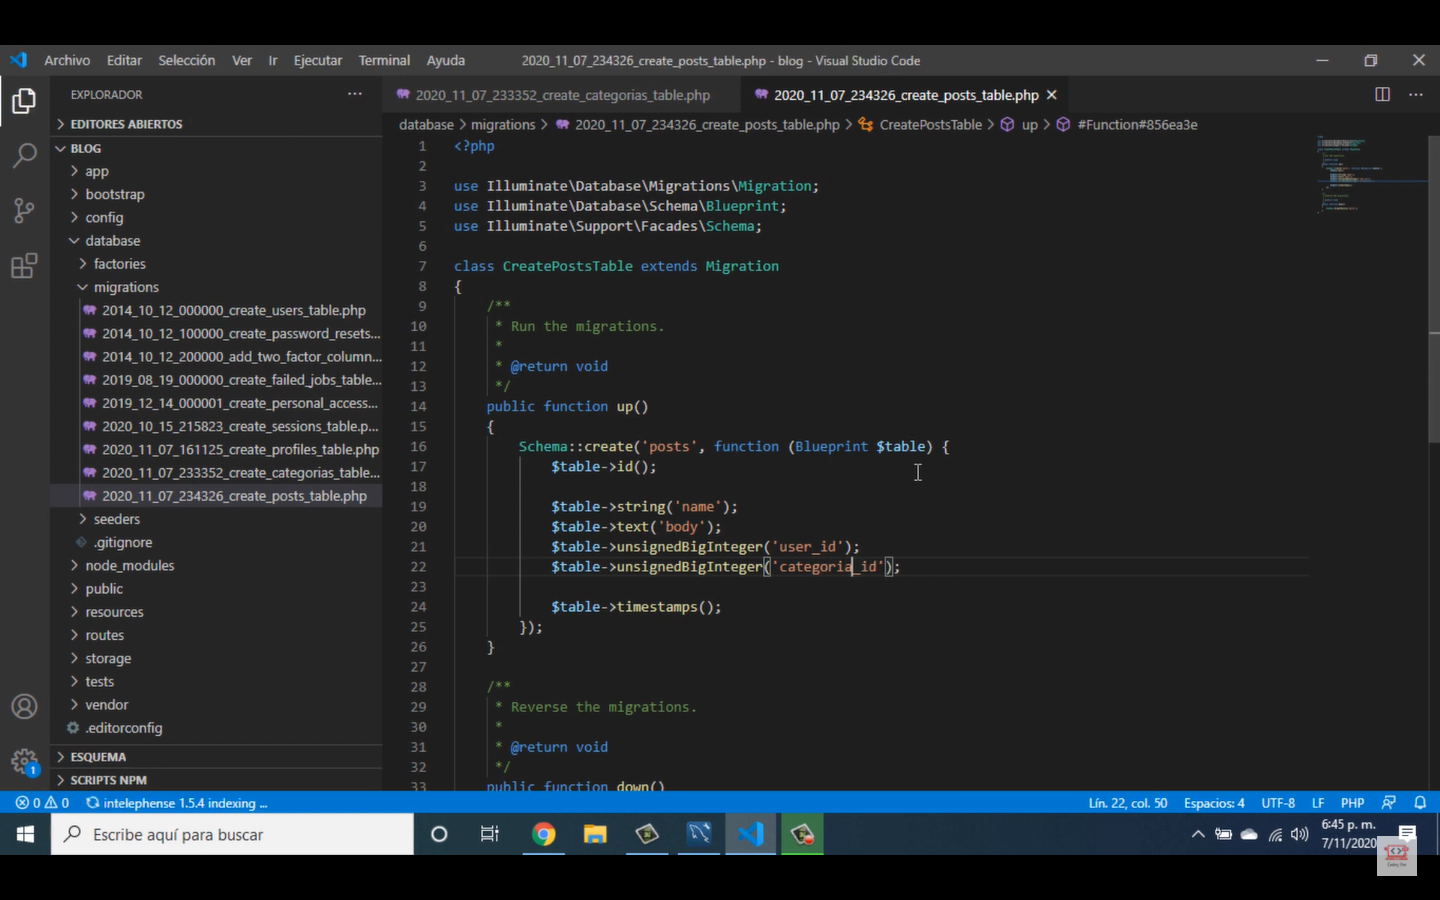 Archivo Editar Selección Ver Ir Ejecutar Terminal Ayuda 2020_11_07_234326_create_posts_table.php - blog - Visual Studio Code
EXPLORADOR ...
2020_11_07_233352_create_categorias_table.php 2020_11_07_234326_create_posts_table.php
EDITORES ABIERTOS
database > migrations > 2020_11_07_234326_create_posts_table.php > CreatePostsTable > up > #Function#856ea3e
BLOG
app
bootstrap
config
database
factories
migrations
2014_10_12_000000_create_users_table.php
2014_10_12_100000_create_password_resets...
2014_10_12_200000_add_two_factor_column...
2019_08_19_000000_create_failed_jobs_table...
2019_12_14_000001_create_personal_access...
2020_10_15_215823_create_sessions_table.p...
2020_11_07_161125_create_profiles_table.php
2020_11_07_233352_create_categorias_table...
2020_11_07_234326_create_posts_table.php
seeders
.gitignore
node_modules
public
resources
routes
storage
tests
vendor
.editorconfig
ESQUEMA
SCRIPTS NPM
1 <?php
2
3 use Illuminate\Database\Migrations\Migration;
4 use Illuminate\Database\Schema\Blueprint;
5 use Illuminate\Support\Facades\Schema;
6
7 class CreatePostsTable extends Migration
8 {
9 /**
10 * Run the migrations.
11 *
12 * @return void
13 */
14 public function up()
15 {
16 Schema::create('posts', function (Blueprint $table) {
17 $table->id();
18
19 $table->string('name');
20 $table->text('body');
21 $table->unsignedBigInteger('user_id');
22 $table->unsignedBigInteger('categoria_id');
23
24 $table->timestamps();
25 });
26 }
27
28 /**
29 * Reverse the migrations.
30 *
31 * @return void
32 */
33 public function down()
0 0 intelephense 1.5.4 indexing ... Lín. 22, col. 50 Espacios: 4 UTF-8 LF PHP
1
Escribe aquí para buscar
6:45 p. m.
7/11/2020